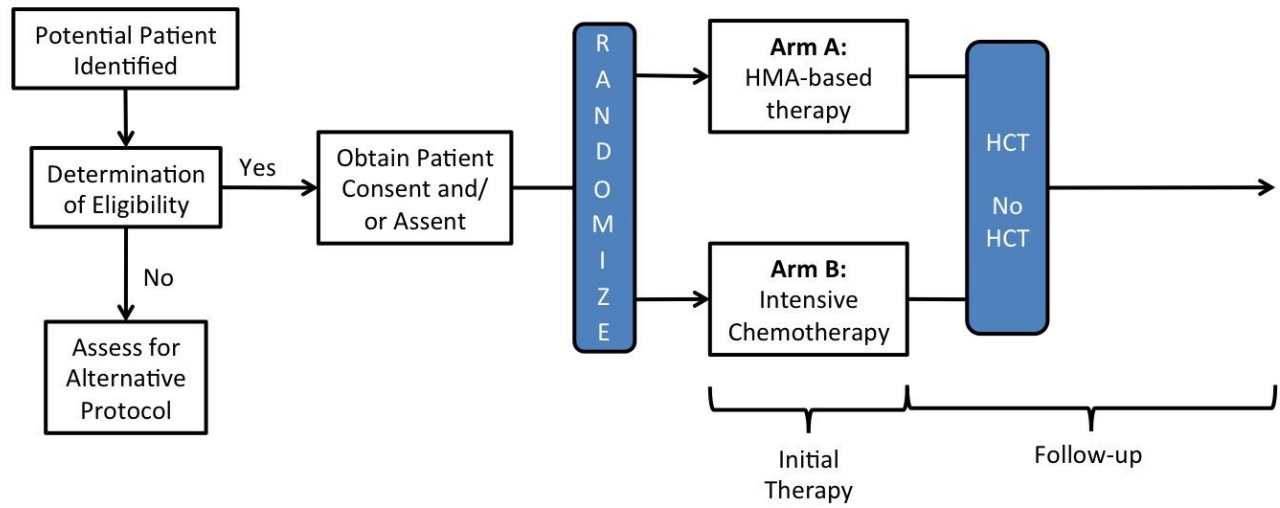 Potential Patient
Identified
Determination
of Eligibility
Yes
No
Assess for
Alternative
Protocol
Obtain Patient
Consent and/
or Assent
RANDOMIZE
Arm A:
HMA-based
therapy
Arm B:
Intensive
Chemotherapy
HCT
No
HCT
Initial
Therapy
Follow-up